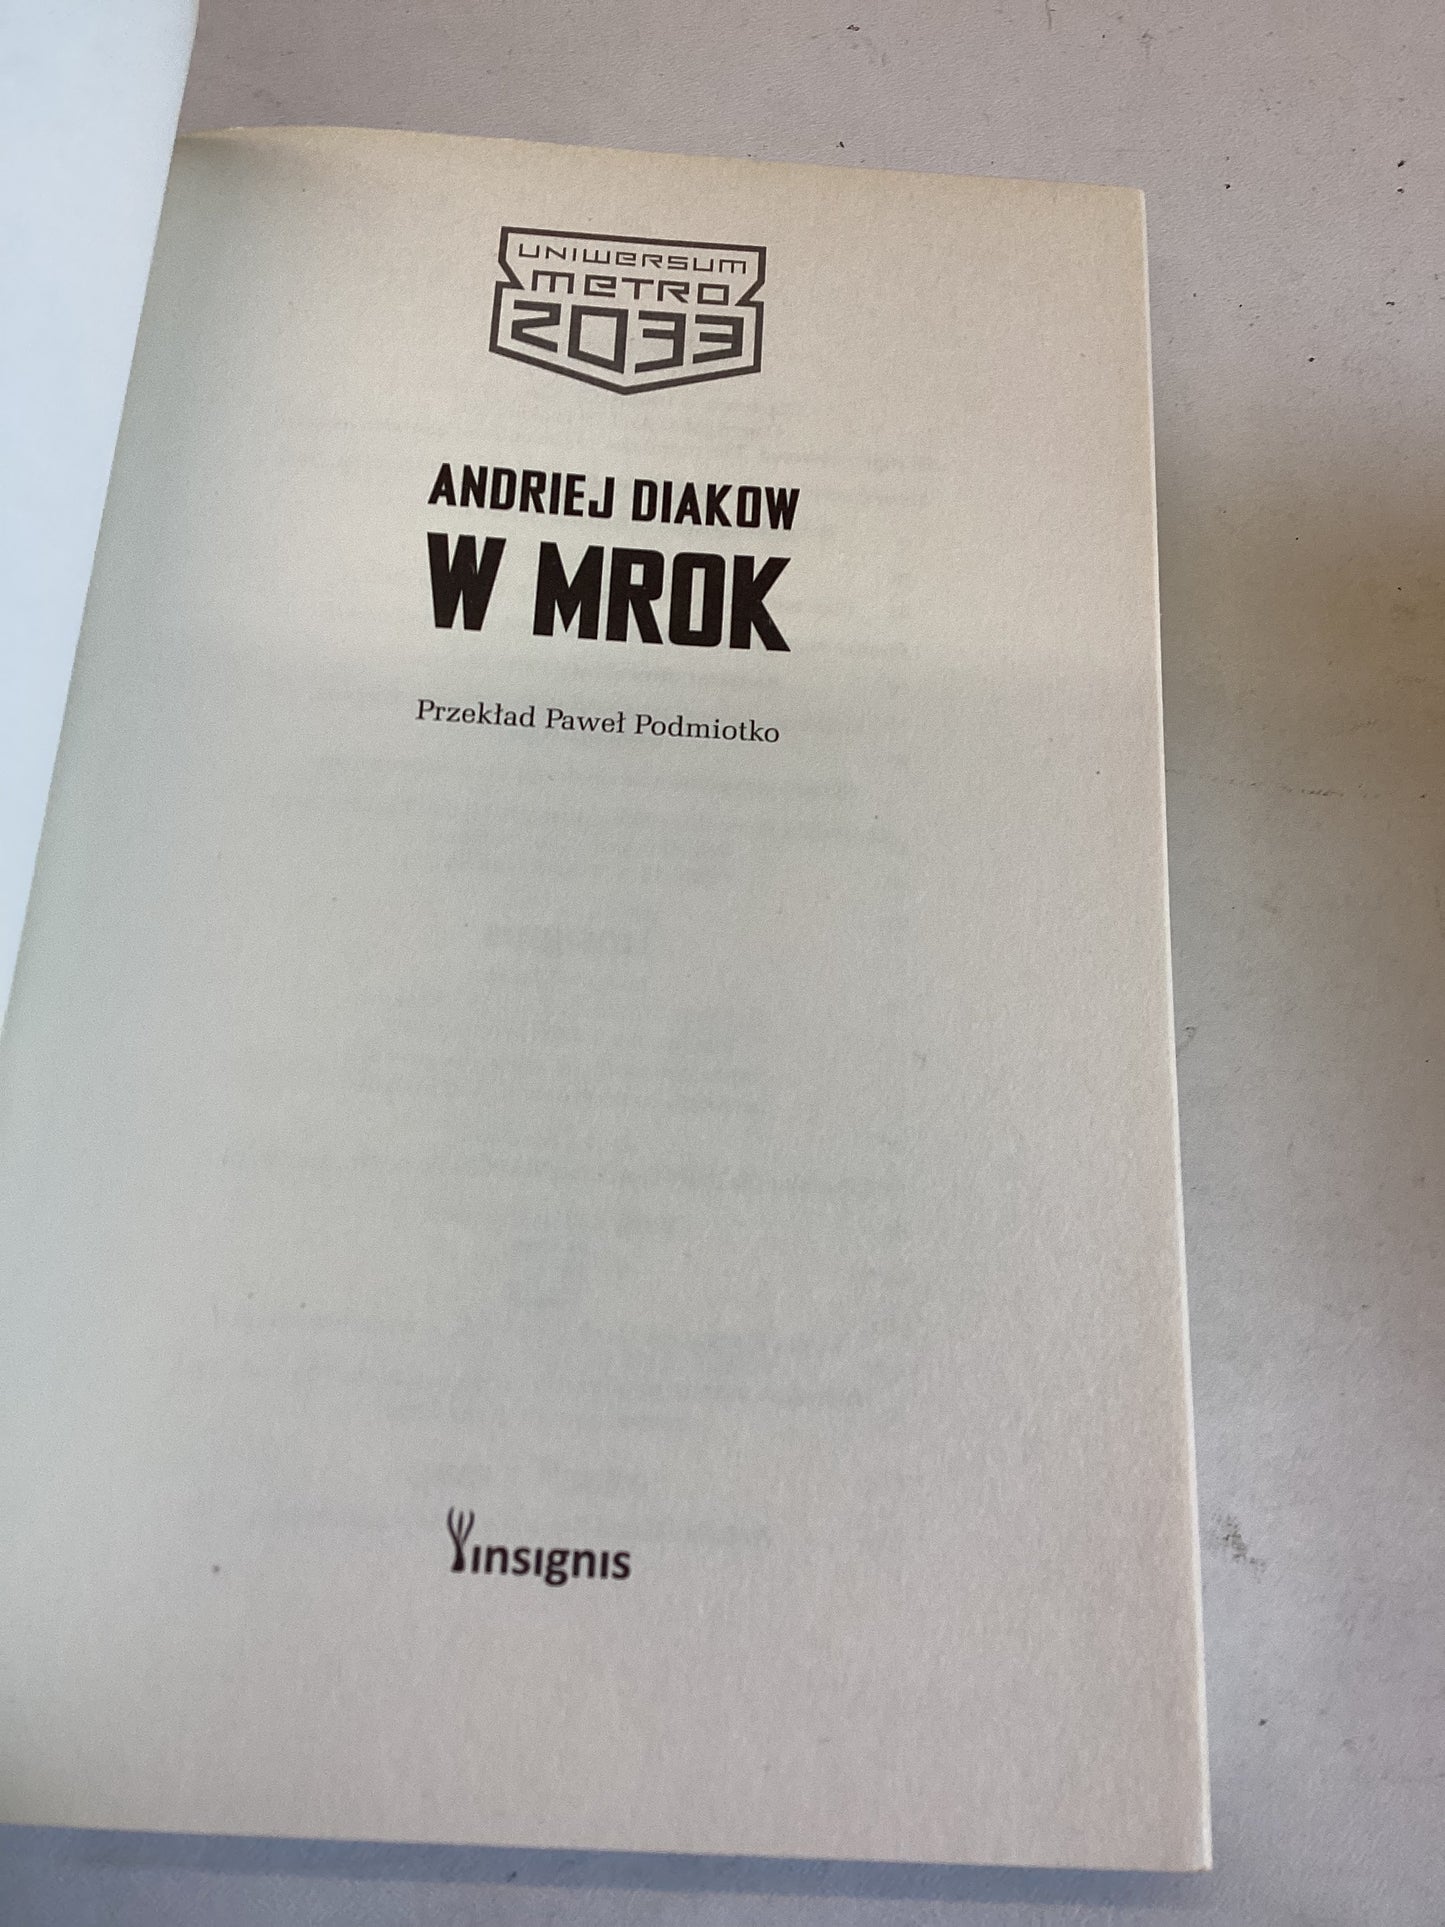 UNIWERSUM
METRO
2033
ANDRIEJ DIAKOW
W MROK
Przekład Paweł Podmiotko
insignis